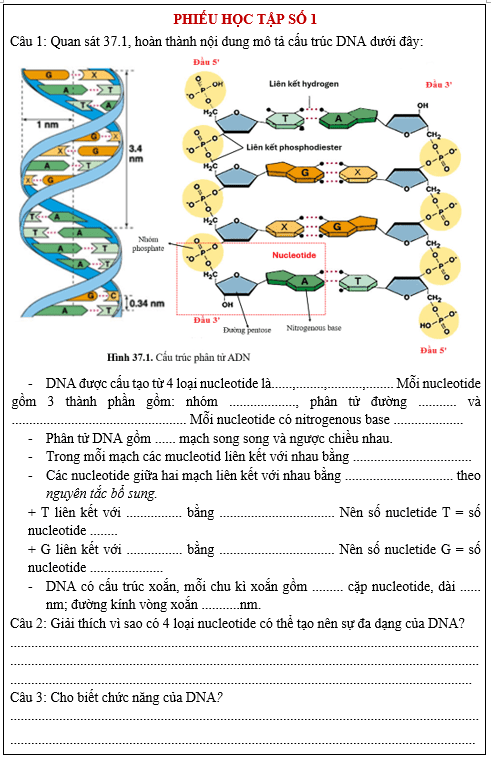 PHIẾU HỌC TẬP SỐ 1
Câu 1: Quan sát 37.1, hoàn thành nội dung mô tả cấu trúc DNA dưới đây:
Đầu 5'
Liên kết hydrogen
Đầu 3'
G X
A T
T A
1 nm
3.4 nm
G X
X G
A T
X G
T A
T A
A T
A T
G C
A T
0.34 nm
OH
H₂C
T A
OH
CH₂
Liên kết phosphodiester
G X
X G
Nhóm phosphate
Nucleotide
A T
H₂C
OH
CH₂
HO
Đầu 3'
Đường pentose
Nitrogenous base
Đầu 5'
Hình 37.1. Cấu trúc phân tử ADN
- DNA được cấu tạo từ 4 loại nucleotide là......,.............,............,........ Mỗi nucleotide
gồm 3 thành phần gồm: nhóm ...................., phân tử đường ............ và
...................................................... Mỗi nucleotide có nitrogenous base .....................
- Phân tử DNA gồm ...... mạch song song và ngược chiều nhau.
- Trong mỗi mạch các mucleotid liên kết với nhau bằng ....................................
- Các nucleotide giữa hai mạch liên kết với nhau bằng ................................. theo
nguyên tắc bổ sung.
+ T liên kết với ................. bằng ................................... Nên số nucletide T = số
nucleotide .........
+ G liên kết với ................. bằng ................................... Nên số nucletide G = số
nucleotide ......................
- DNA có cấu trúc xoắn, mỗi chu kì xoắn gồm ......... cặp nucleotide, dài ......
nm; đường kính vòng xoắn ...........nm.
Câu 2: Giải thích vì sao có 4 loại nucleotide có thể tạo nên sự đa dạng của DNA?
................................................................................................................................
................................................................................................................................
................................................................................................................................
Câu 3: Cho biết chức năng của DNA?
................................................................................................................................
................................................................................................................................